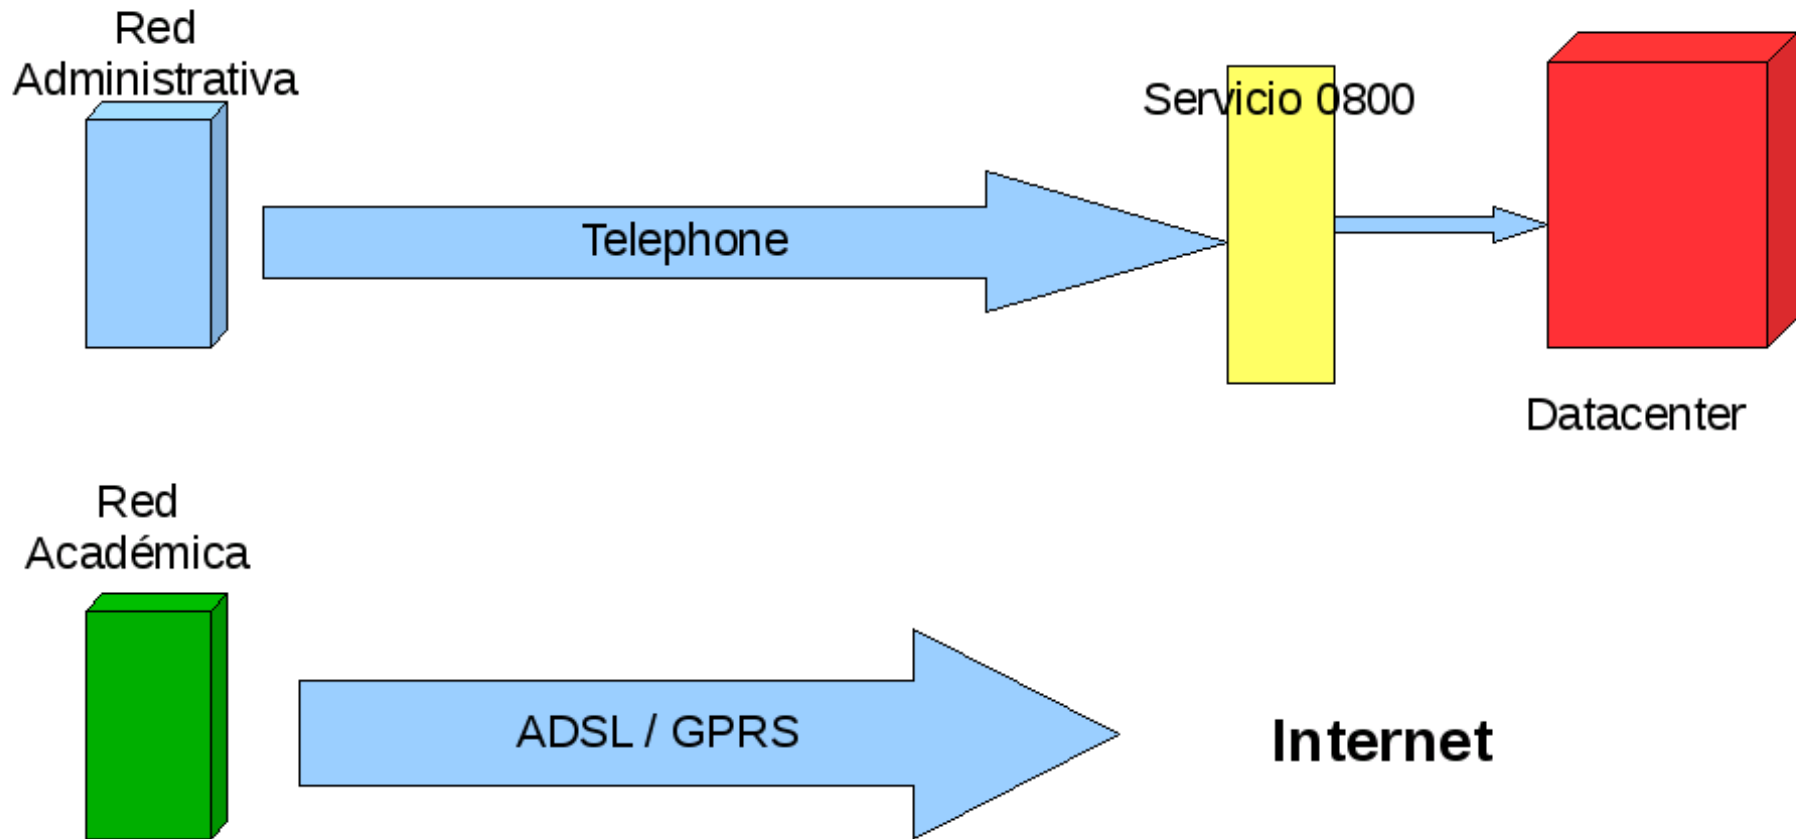 Red
Administrativa
Servicio 0800
Telephone
Datacenter
Red
Académica
ADSL / GPRS
Internet